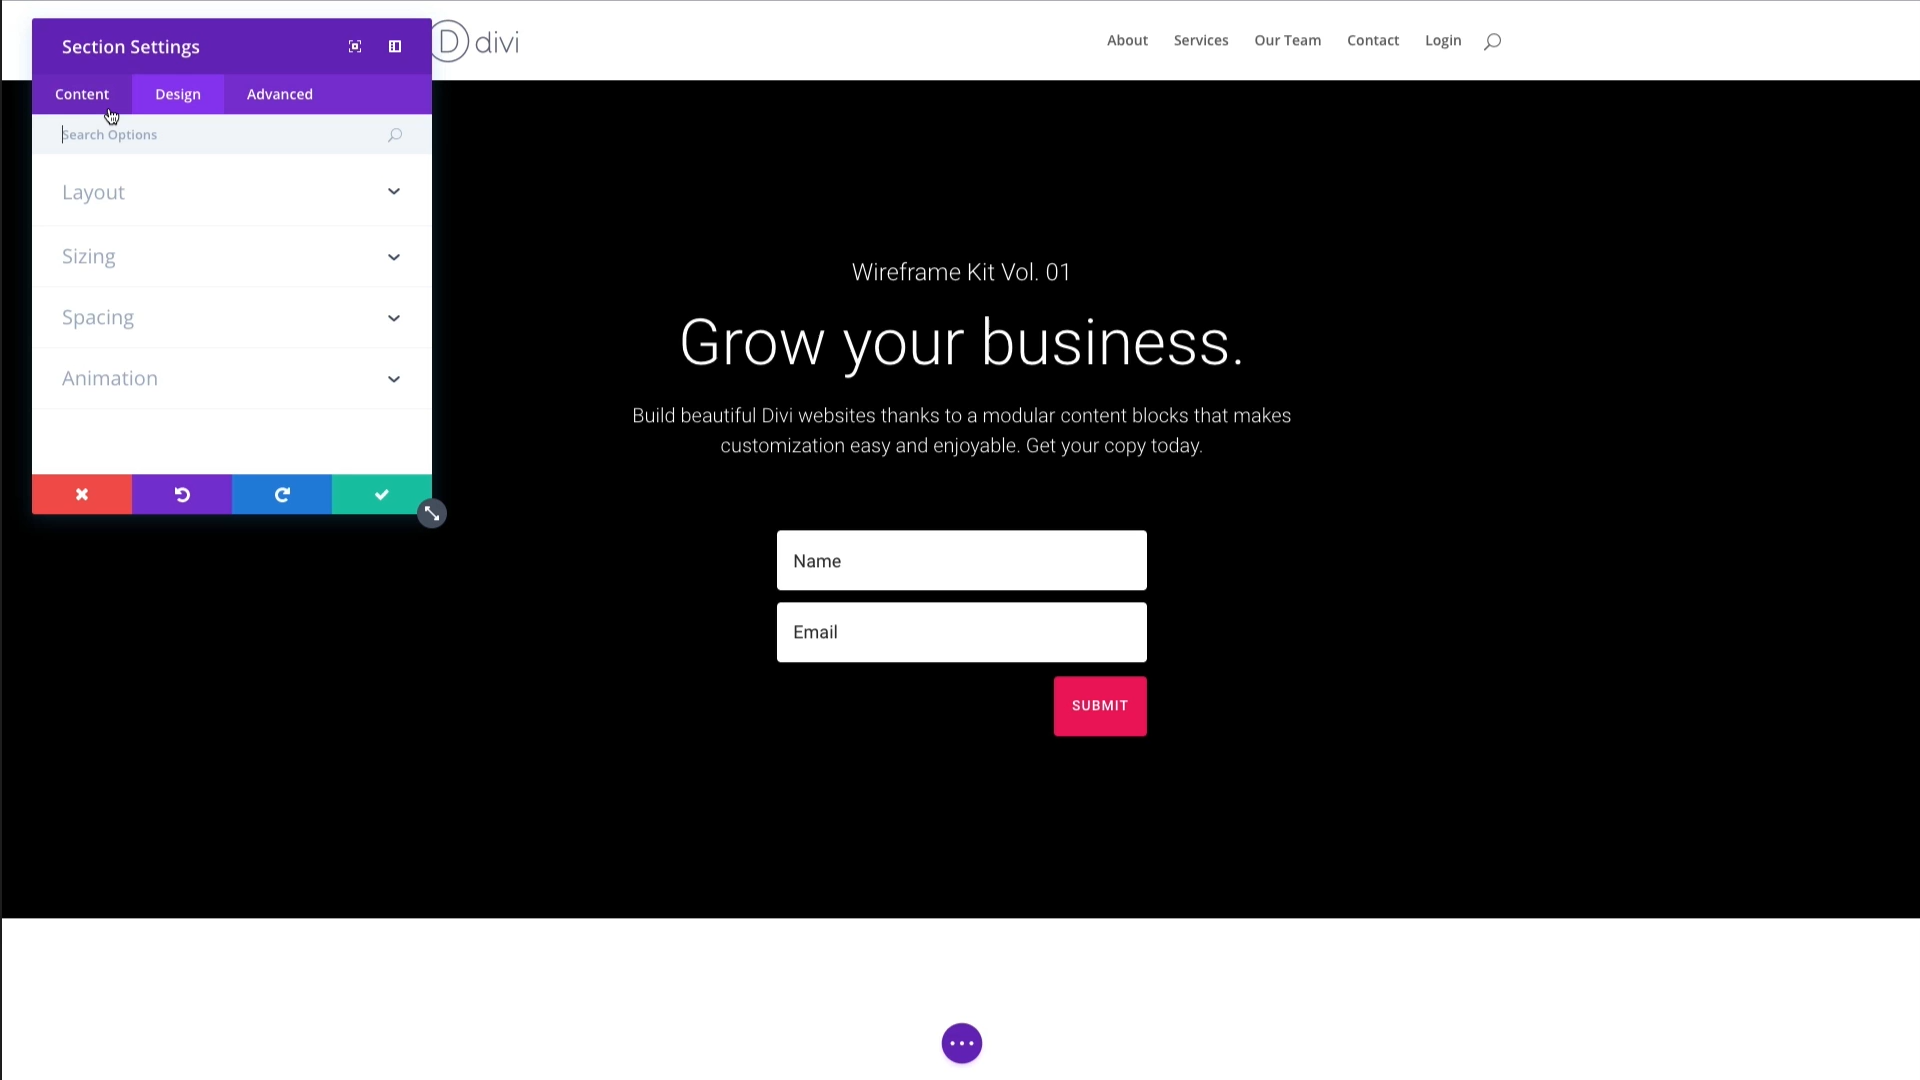 Section Settings
divi
About Services Our Team Contact Login
Content Design Advanced
Search Options
Layout
Sizing
Spacing
Animation
Wireframe Kit Vol. 01
Grow your business.
Build beautiful Divi websites thanks to a modular content blocks that makes
customization easy and enjoyable. Get your copy today.
Name
Email
SUBMIT